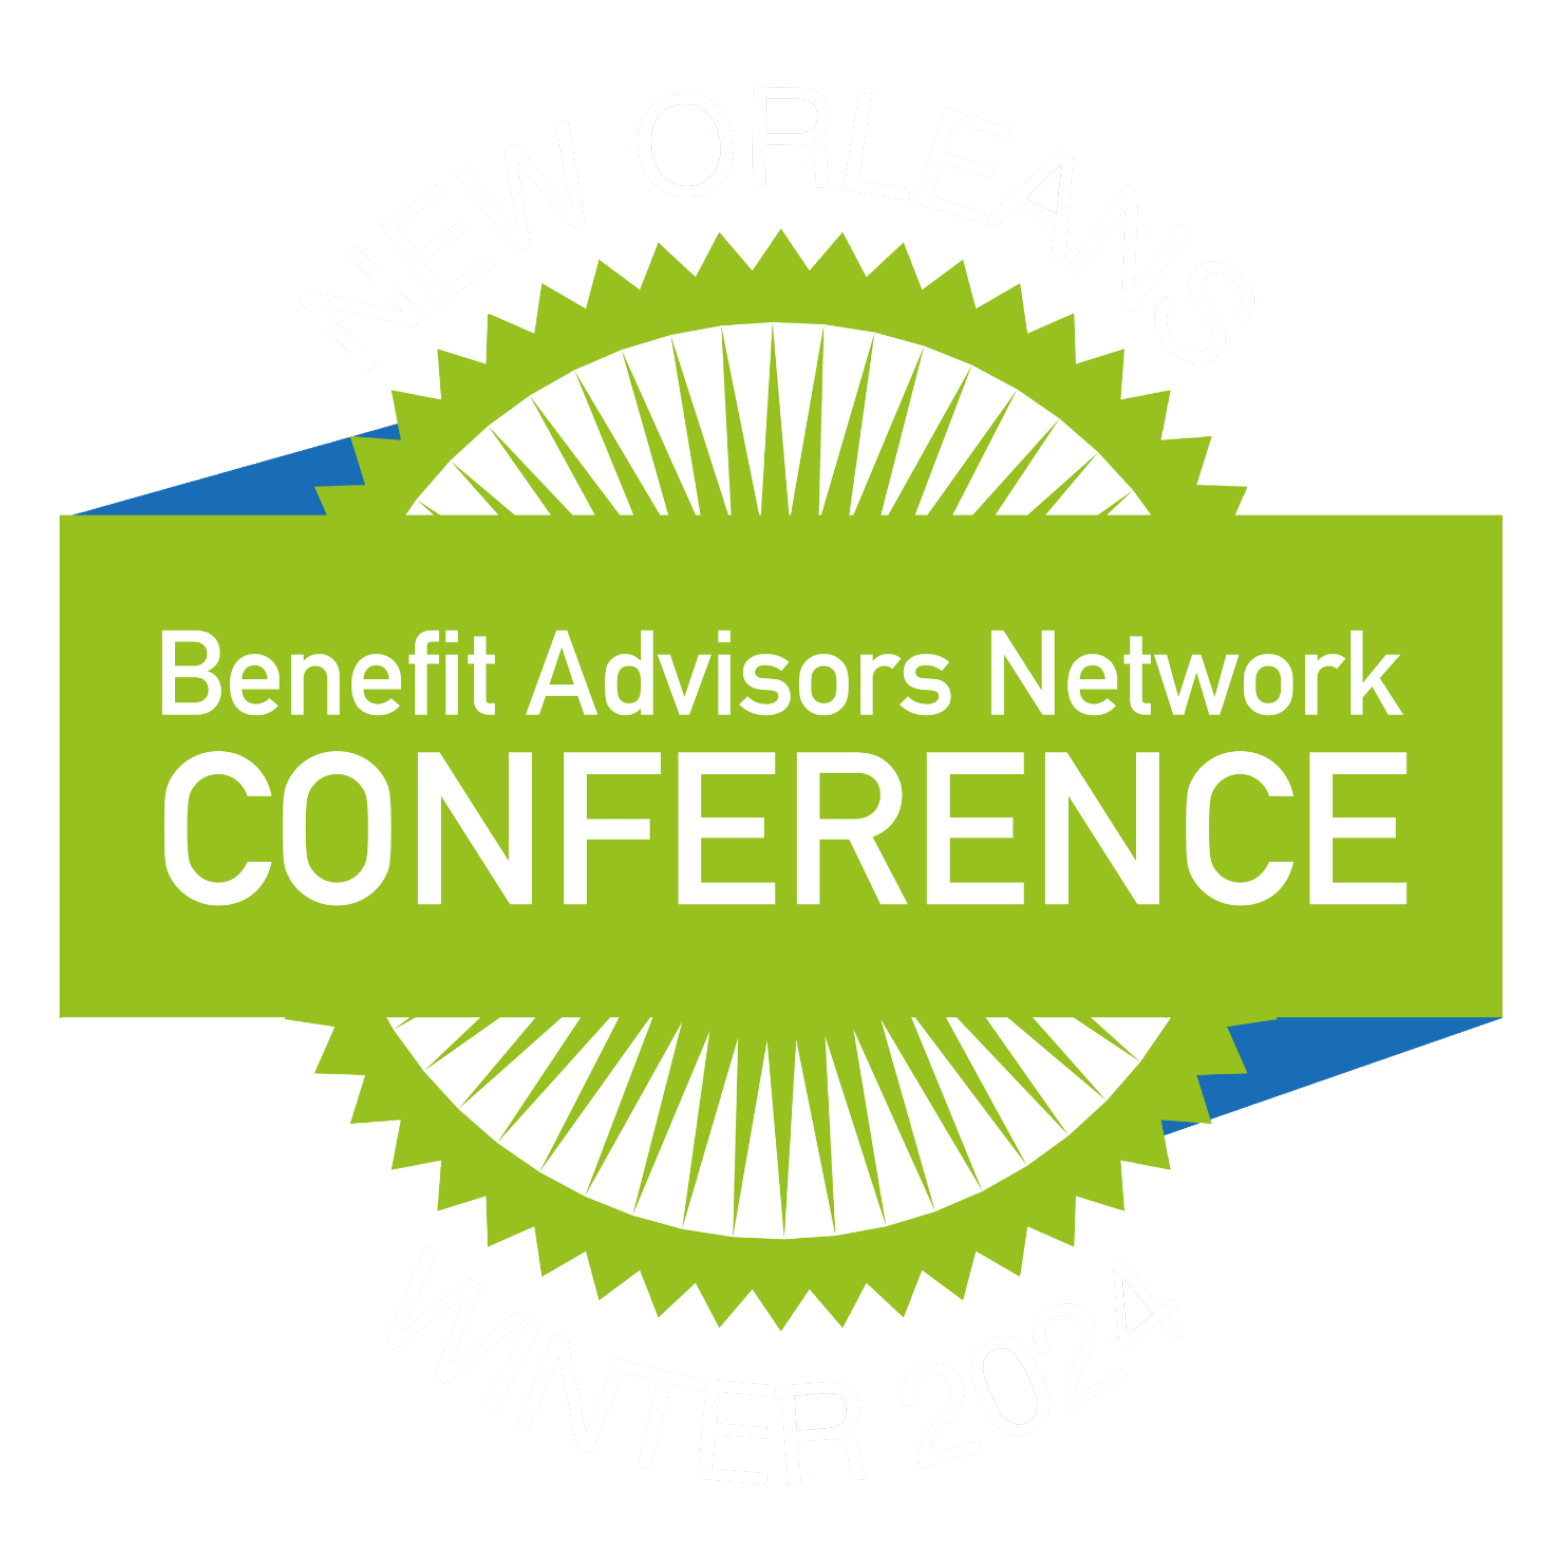 NEW ORLEANS
Benefit Advisors Network
CONFERENCE
WINTER 2024